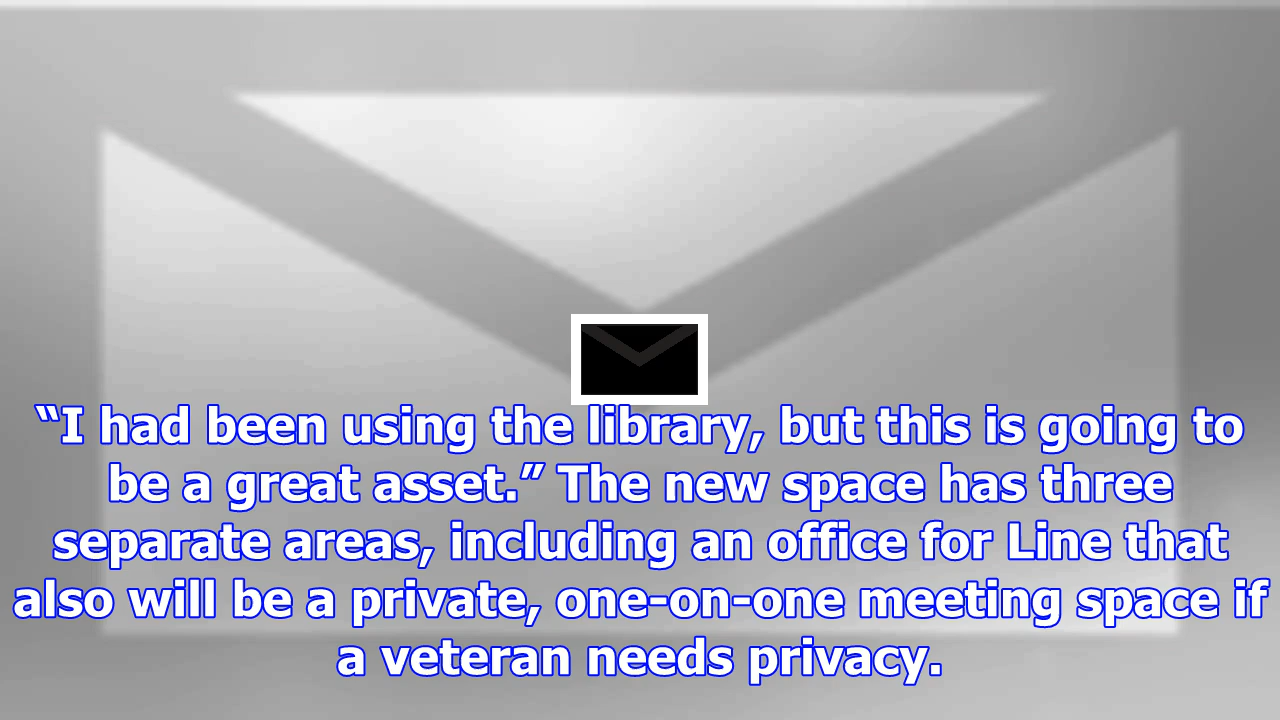 “I had been using the library, but this is going to
be a great asset.” The new space has three
separate areas, including an office for Line that
also will be a private, one-on-one meeting space if
a veteran needs privacy.